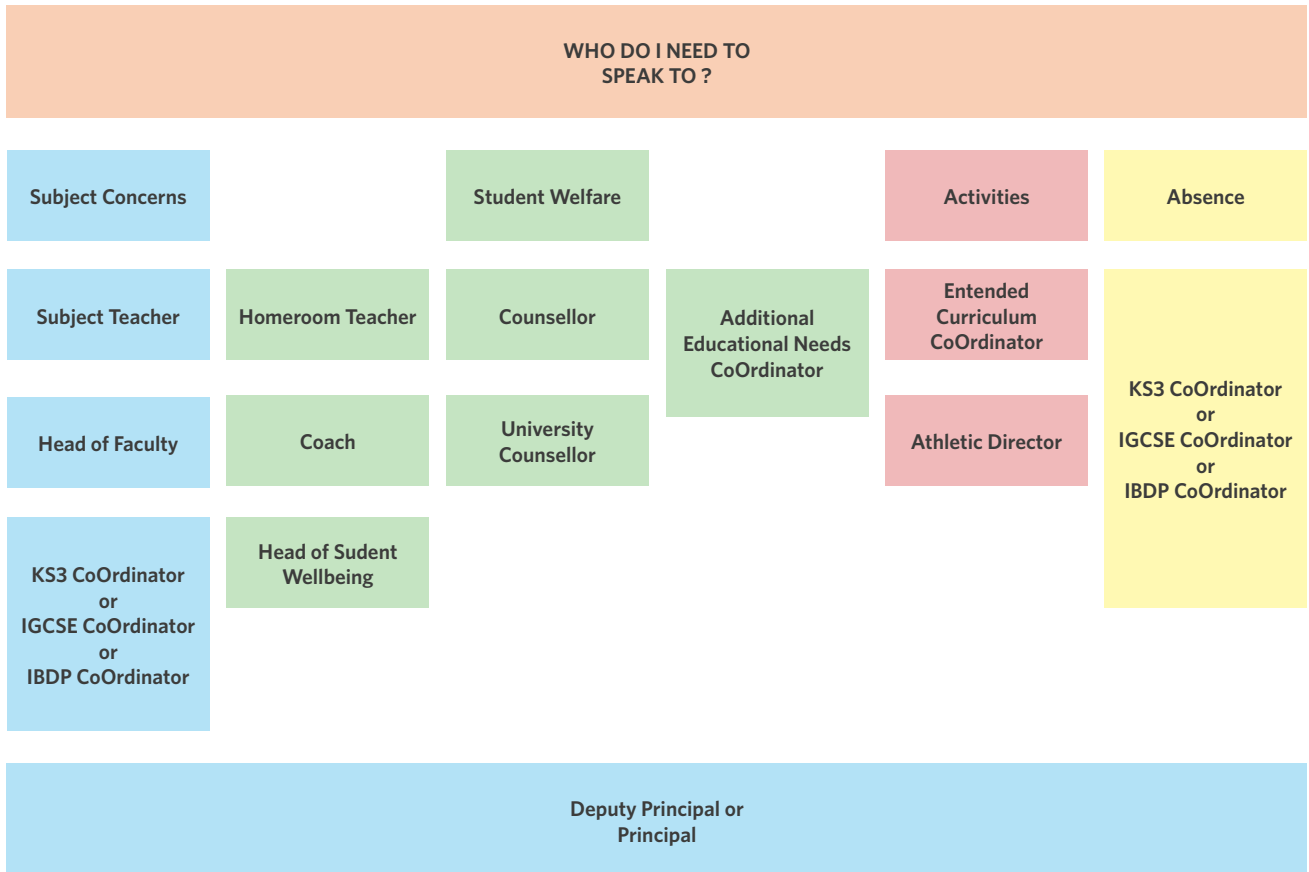 WHO DO I NEED TO
SPEAK TO ?
Subject Concerns
Student Welfare
Activities
Absence
Subject Teacher
Homeroom Teacher
Counsellor
Additional
Educational Needs
CoOrdinator
Entended
Curriculum
CoOrdinator
KS3 CoOrdinator
or
IGCSE CoOrdinator
or
IBDP CoOrdinator
Head of Faculty
Coach
University
Counsellor
Athletic Director
KS3 CoOrdinator
or
IGCSE CoOrdinator
or
IBDP CoOrdinator
Head of Sudent
Wellbeing
Deputy Principal or
Principal